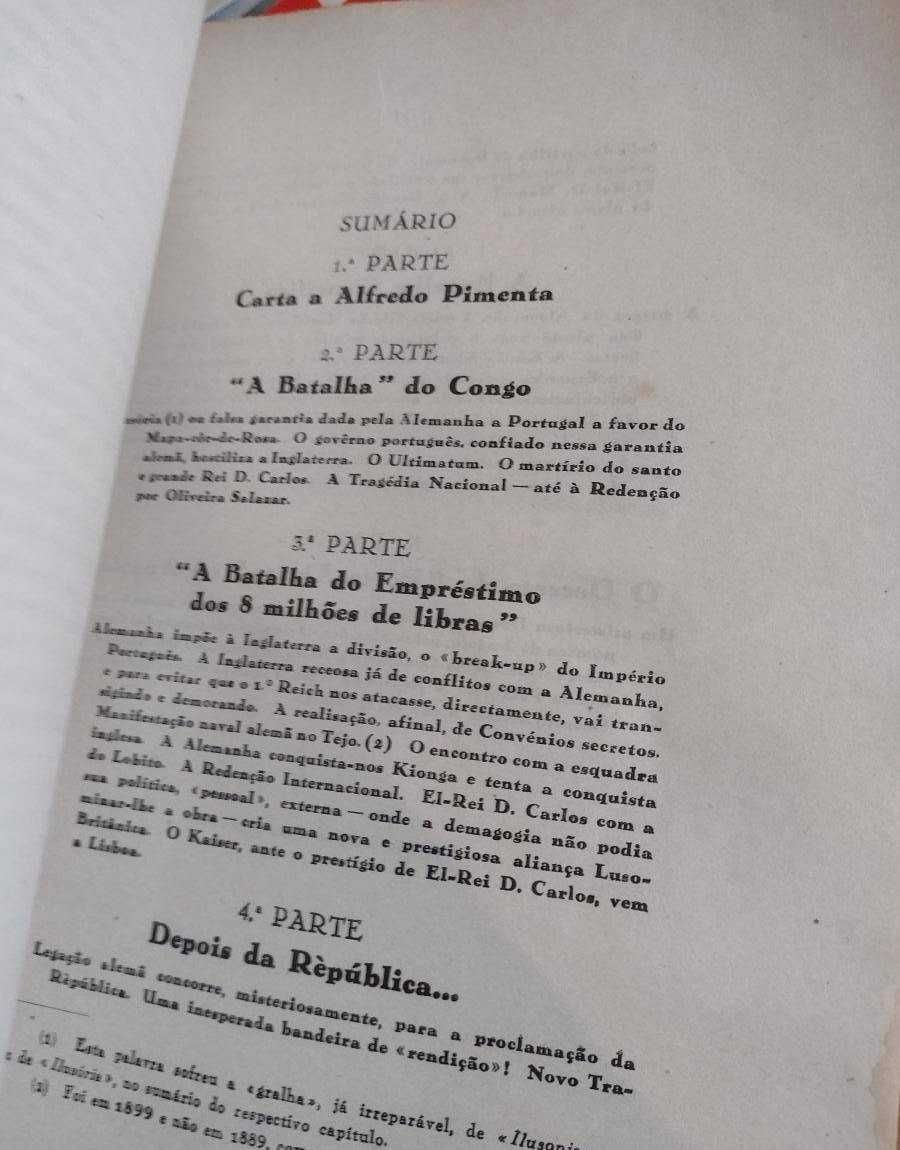 SUMÁRIO
1.ª PARTE
Carta a Alfredo Pimenta
2.ª PARTE
“A Batalha” do Congo
(1) ou falsa garantia dada pela Alemanha a Portugal a favor do
Mapa-côr-de-Rosa. O govêrno português, confiado nessa garantia
alemã, hostiliza a Inglaterra. O Ultimatum. O martírio do santo
e grande Rei D. Carlos. A Tragédia Nacional — até à Redenção
por Oliveira Salazar.
3.ª PARTE
“A Batalha do Empréstimo
dos 8 milhões de libras”
Alemanha impõe à Inglaterra a divisão, o «break-up» do Império
Português. A Inglaterra receosa já de conflitos com a Alemanha,
e para evitar que o 1.º Reich nos atacasse, directamente, vai tran-
sigindo e demorando. A realisação, afinal, de Convénios secretos.
Manifestação naval alemã no Tejo. (2) O encontro com a esquadra
inglesa. A Alemanha conquista-nos Kionga e tenta a conquista
do Lobito. A Redenção Internacional. El-Rei D. Carlos com a
sua política, «pessoal», externa — onde a demagogia não podia
minar-lhe a obra — cria uma nova e prestigiosa aliança Luso-
Britânica. O Kaiser, ante o prestígio de El-Rei D. Carlos, vem
a Lisboa.
4.ª PARTE
Depois da Rèpública...
Legação alemã concorre, misteriosamente, para a proclamação da
Rèpública. Uma inesperada bandeira de «rendição»! Novo Tra-
(1) Esta palavra sofreu a «gralha», já irreparável, de
de «Ilusória», no sumário do respectivo capítulo.
(2) Foi em 1899 e não em 1889,